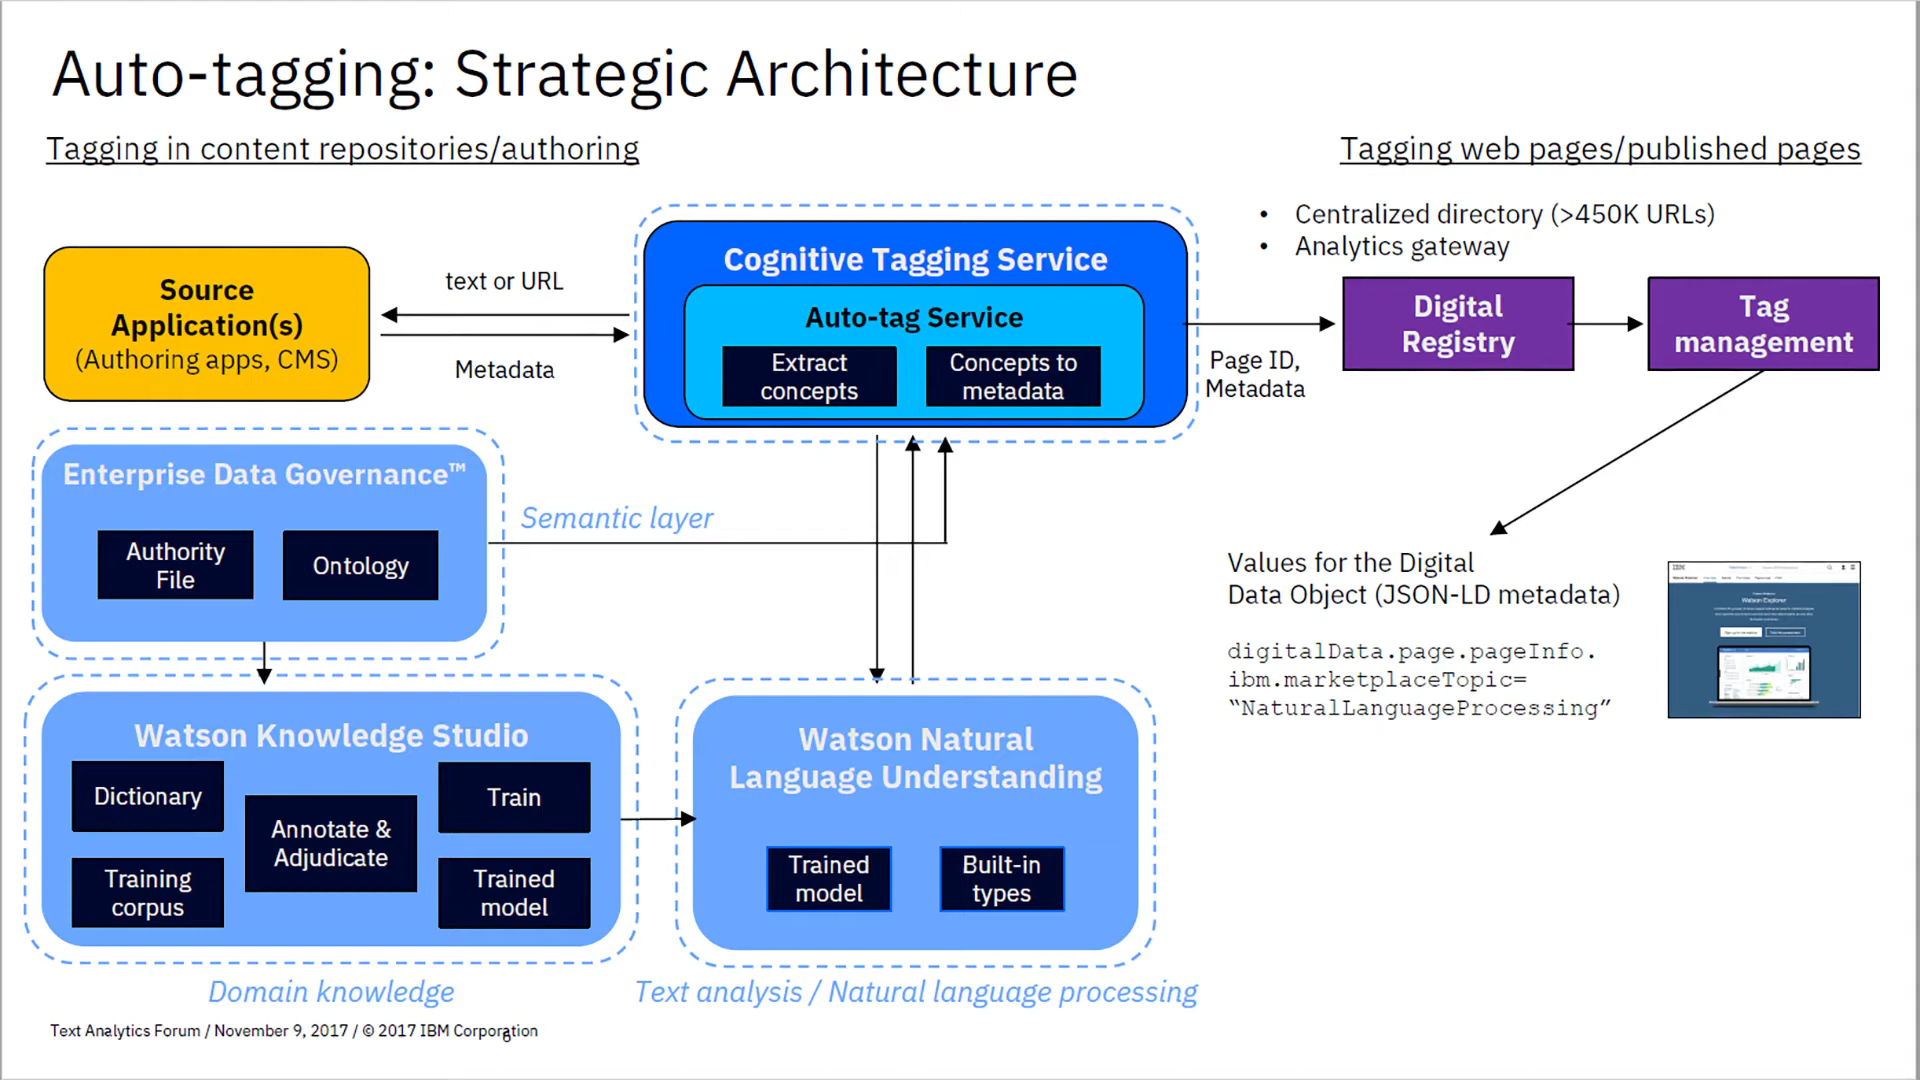 Auto-tagging: Strategic Architecture
Tagging in content repositories/authoring
Tagging web pages/published pages
• Centralized directory (>450K URLs)
• Analytics gateway
Source
Application(s)
(Authoring apps, CMS)
text or URL
Metadata
Cognitive Tagging Service
Auto-tag Service
Extract
concepts
Concepts to
metadata
Page ID,
Metadata
Digital
Registry
Tag
management
Enterprise Data Governance™
Authority
File
Ontology
Semantic layer
Values for the Digital
Data Object (JSON-LD metadata)
digitalData.page.pageInfo.
ibm.marketplaceTopic=
“NaturalLanguageProcessing”
IBM
Watson Explorer
Watson Knowledge Studio
Dictionary
Training
corpus
Annotate &
Adjudicate
Train
Trained
model
Watson Natural
Language Understanding
Trained
model
Built-in
types
Domain knowledge
Text analysis / Natural language processing
Text Analytics Forum / November 9, 2017 / © 2017 IBM Corporation